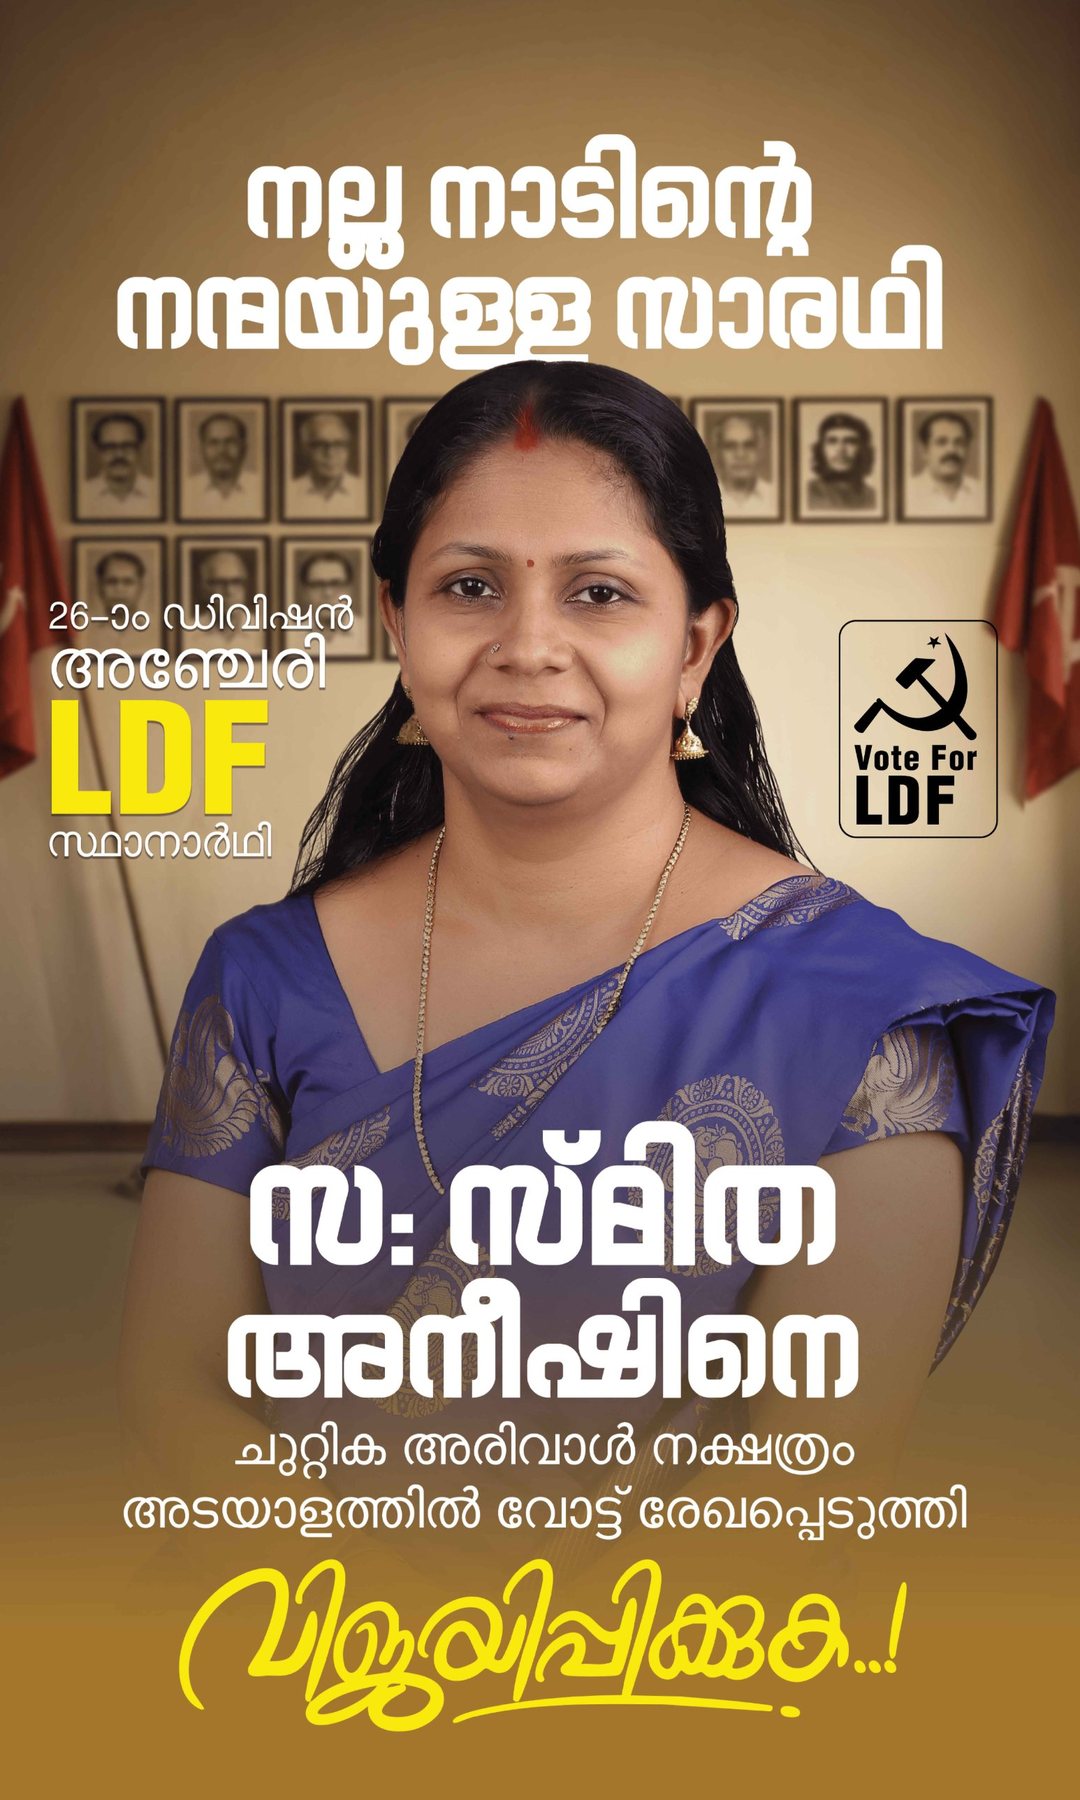 നല്ല നാടിന്റെ
നന്മയുള്ള സാരഥി
26-ാം ഡിവിഷൻ
അഞ്ചേരി
LDF
സ്ഥാനാർഥി
Vote For
LDF
സ: സ്മിത
അനീഷിനെ
ചുറ്റിക അരിവാൾ നക്ഷത്രം
അടയാളത്തിൽ വോട്ട് രേഖപ്പെടുത്തി
വിജയിപ്പിക്കുക...!